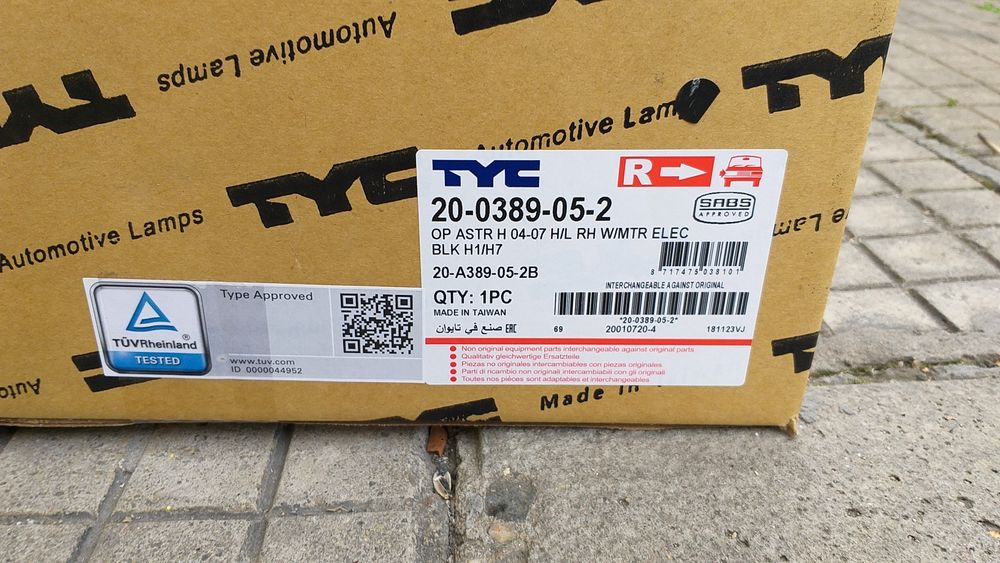 Automotive Lamps
TYC
Automotive Lamps
TYC
TYC
Automotive Lamps
TYC
R
20-0389-05-2
SABS
APPROVED
OP ASTR H 04-07 H/L RH W/MTR ELEC
BLK H1/H7
20-A389-05-2B
8 717475 038101
QTY: 1PC
INTERCHANGEABLE AGAINST ORIGINAL
MADE IN TAIWAN
*20-0389-05-2*
صنع في تايوان EAC
69 20010720-4 181123VJ
Non original equipment parts interchangeable against original parts
Qualitativ gleichwertige Ersatzteile
Piezas no originales intercambiables con piezas originales
Parti di ricambio non originali intercambiabili con gli originali
Toutes nos pièces sont adaptables et interchangeables
TÜVRheinland®
TESTED
Type Approved
www.tuv.com
ID 0000044952
TYC
Made in